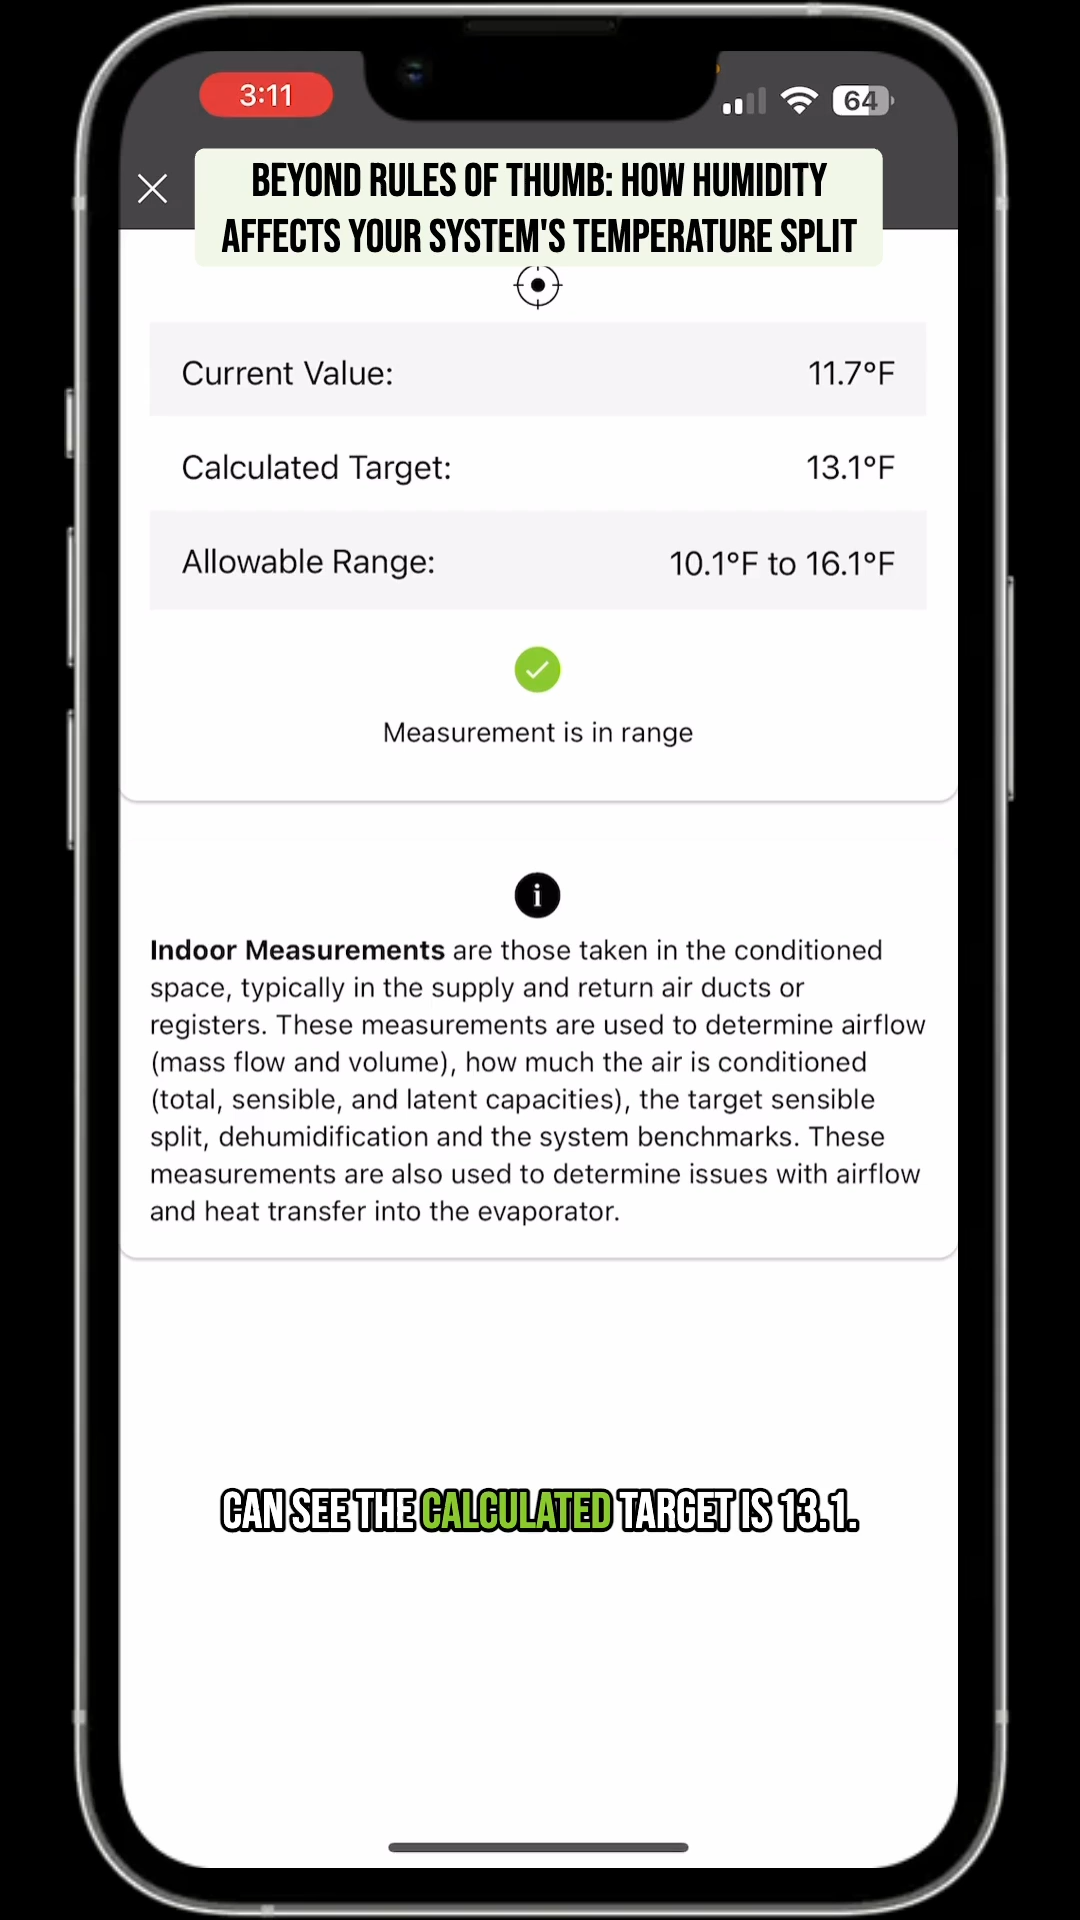 3:11
64
BEYOND RULES OF THUMB: HOW HUMIDITY
AFFECTS YOUR SYSTEM'S TEMPERATURE SPLIT
Current Value: 11.7°F
Calculated Target: 13.1°F
Allowable Range: 10.1°F to 16.1°F
Measurement is in range
i
Indoor Measurements are those taken in the conditioned
space, typically in the supply and return air ducts or
registers. These measurements are used to determine airflow
(mass flow and volume), how much the air is conditioned
(total, sensible, and latent capacities), the target sensible
split, dehumidification and the system benchmarks. These
measurements are also used to determine issues with airflow
and heat transfer into the evaporator.
CAN SEE THE CALCULATED TARGET IS 13.1.